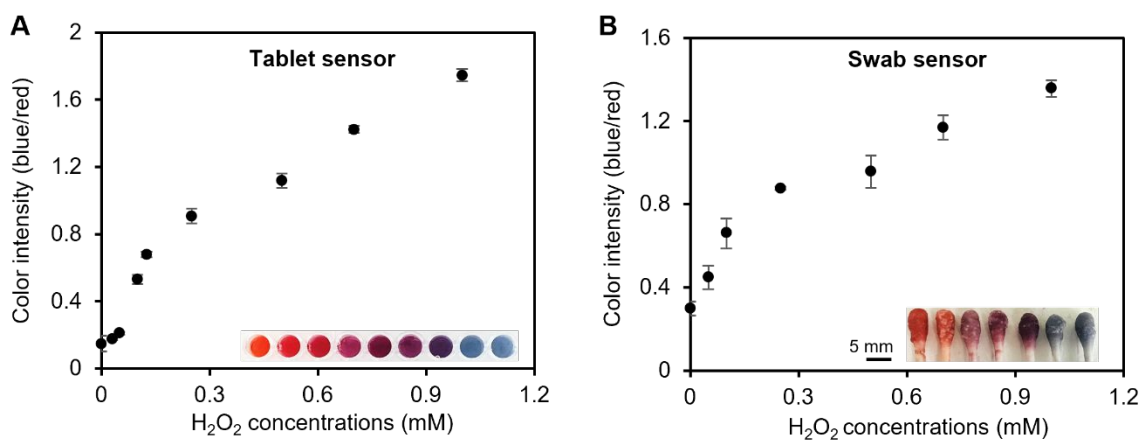 A
Tablet sensor
Color intensity (blue/red)
2
1.6
1.2
0.8
0.4
0
0
0.3
0.6
0.9
1.2
H₂O₂ concentrations (mM)
B
Swab sensor
Color intensity (blue/red)
1.6
1.2
0.8
0.4
0
5 mm
0
0.3
0.6
0.9
1.2
H₂O₂ concentrations (mM)